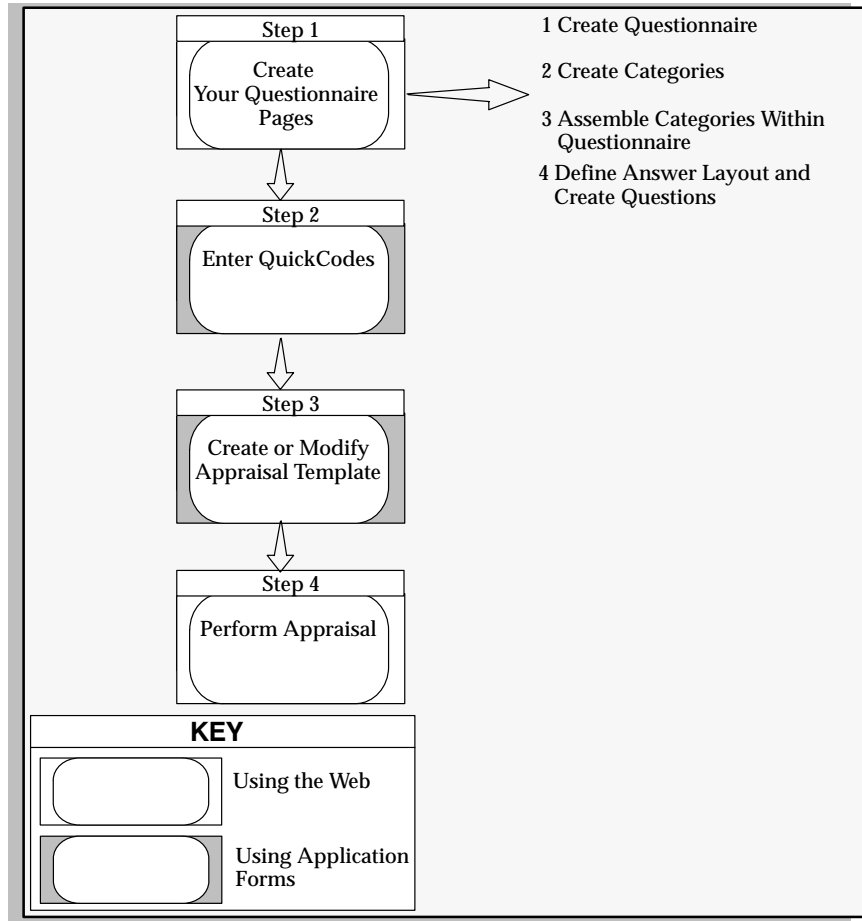 Step 1
Create
Your Questionnaire
Pages
1 Create Questionnaire
2 Create Categories
3 Assemble Categories Within
Questionnaire
4 Define Answer Layout and
Create Questions
Step 2
Enter QuickCodes
Step 3
Create or Modify
Appraisal Template
Step 4
Perform Appraisal
KEY
Using the Web
Using Application
Forms